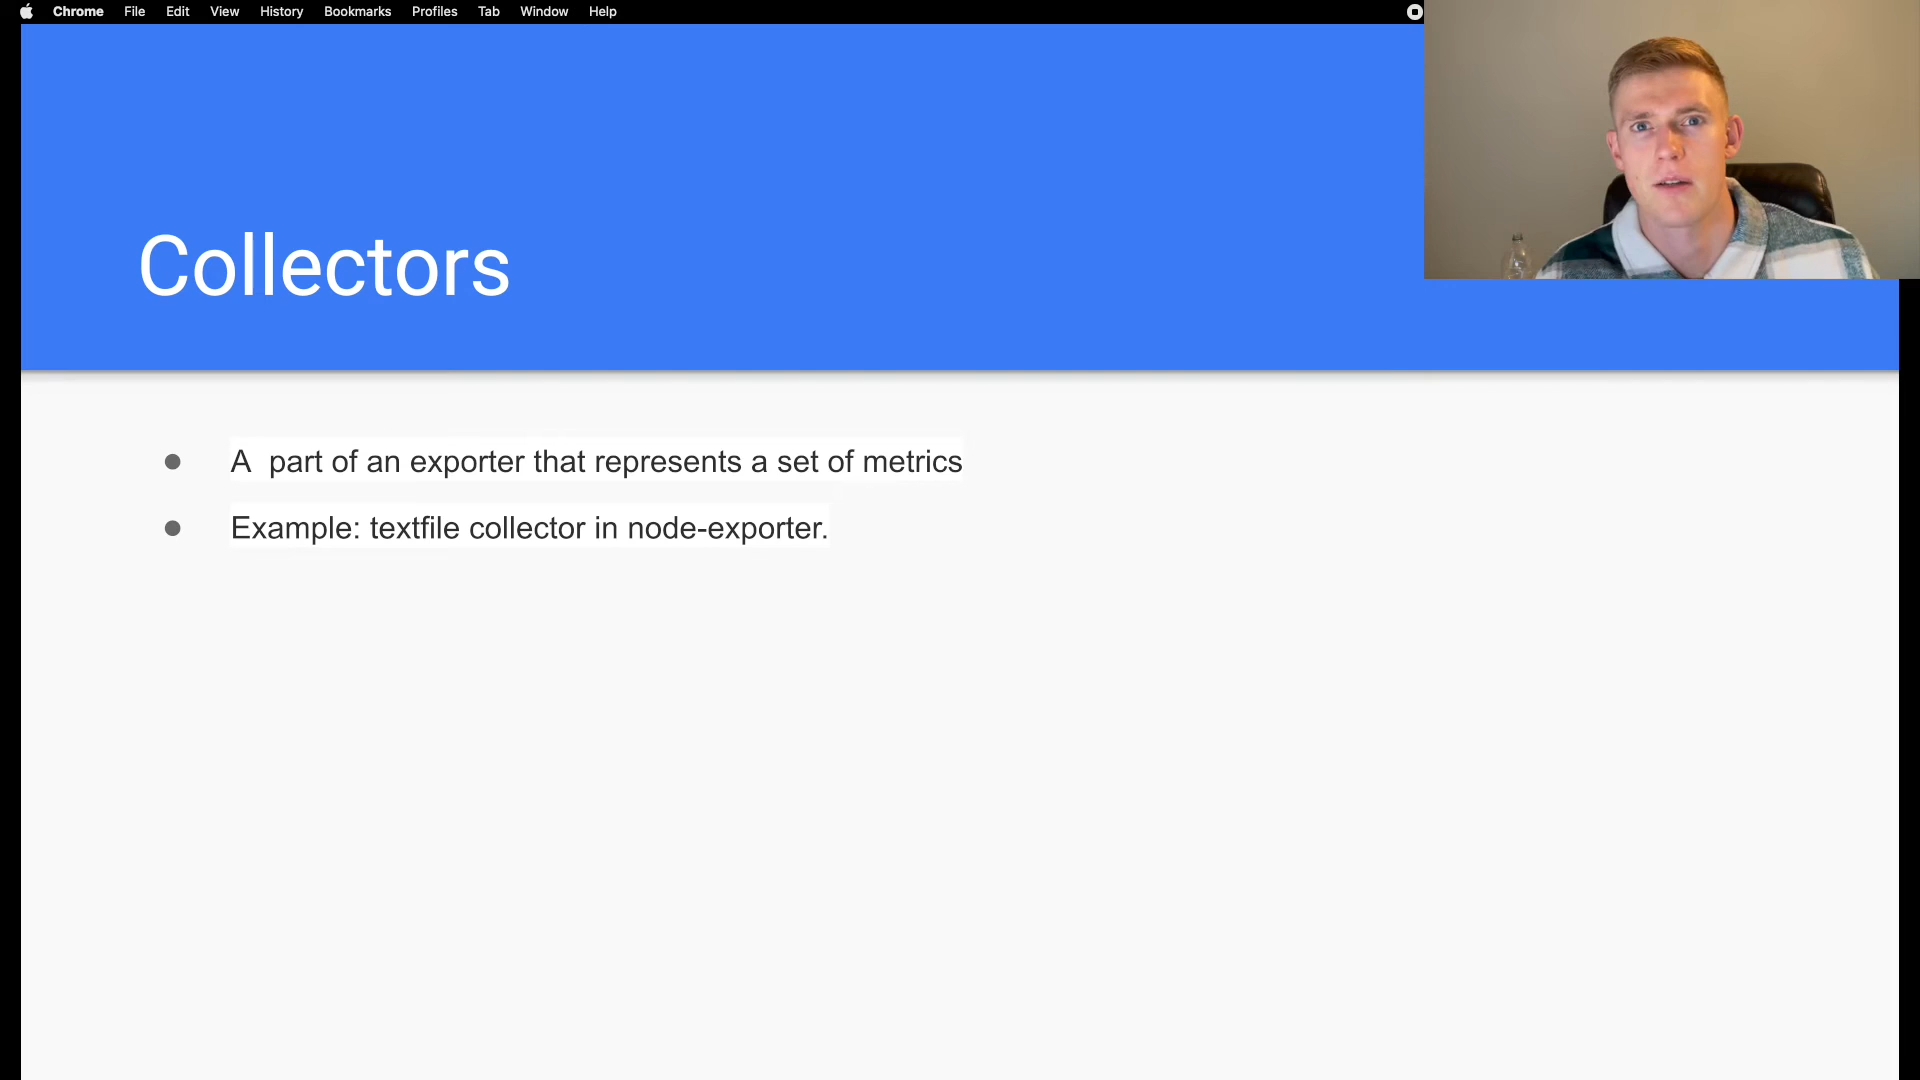 Chrome File Edit View History Bookmarks Profiles Tab Window Help
Collectors
A  part of an exporter that represents a set of metrics
Example: textfile collector in node-exporter.